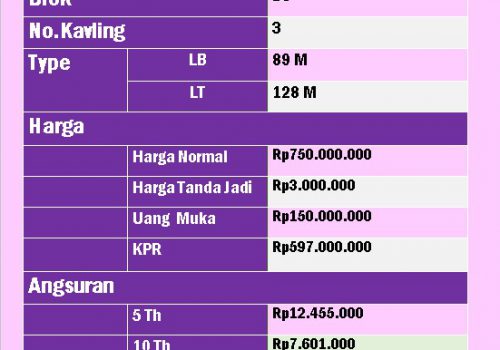 Blok
No. Kavling 3
Type LB 89 M
LT 128 M
Harga
Harga Normal Rp750.000.000
Harga Tanda Jadi Rp3.000.000
Uang Muka Rp150.000.000
KPR Rp597.000.000
Angsuran
5 Th Rp12.455.000
10 Th Rp7.601.000